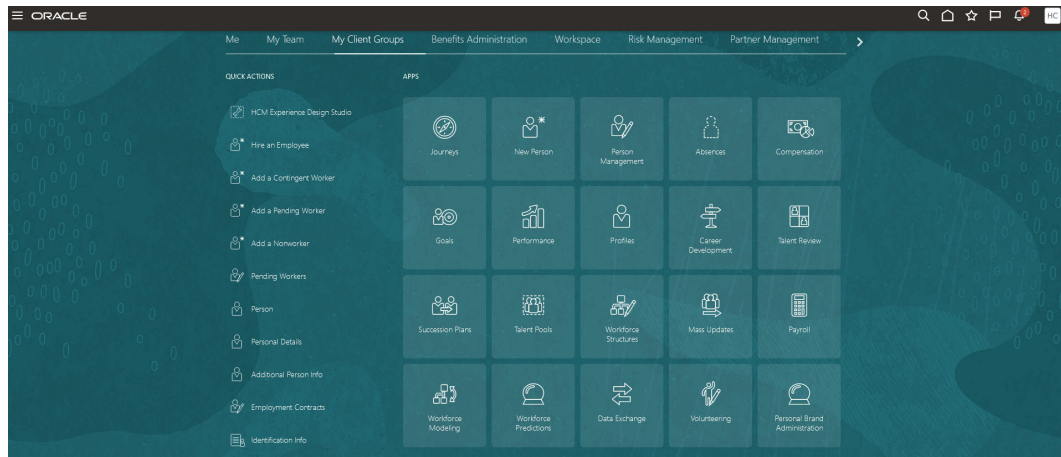 ORACLE
2
HC
Me My Team My Client Groups Benefits Administration Workspace Risk Management Partner Management
QUICK ACTIONS
HCM Experience Design Studio
Hire an Employee
Add a Contingent Worker
Add a Pending Worker
Add a Nonworker
Pending Workers
Person
Personal Details
Additional Person Info
Employment Contracts
Identification Info
APPS
Journeys
New Person
Person
Management
Absences
Compensation
Goals
Performance
Profiles
Career
Development
Talent Review
Succession Plans
Talent Pools
Workforce
Structures
Mass Updates
Payroll
Workforce
Modeling
Workforce
Predictions
Data Exchange
Volunteering
Personal Brand
Administration